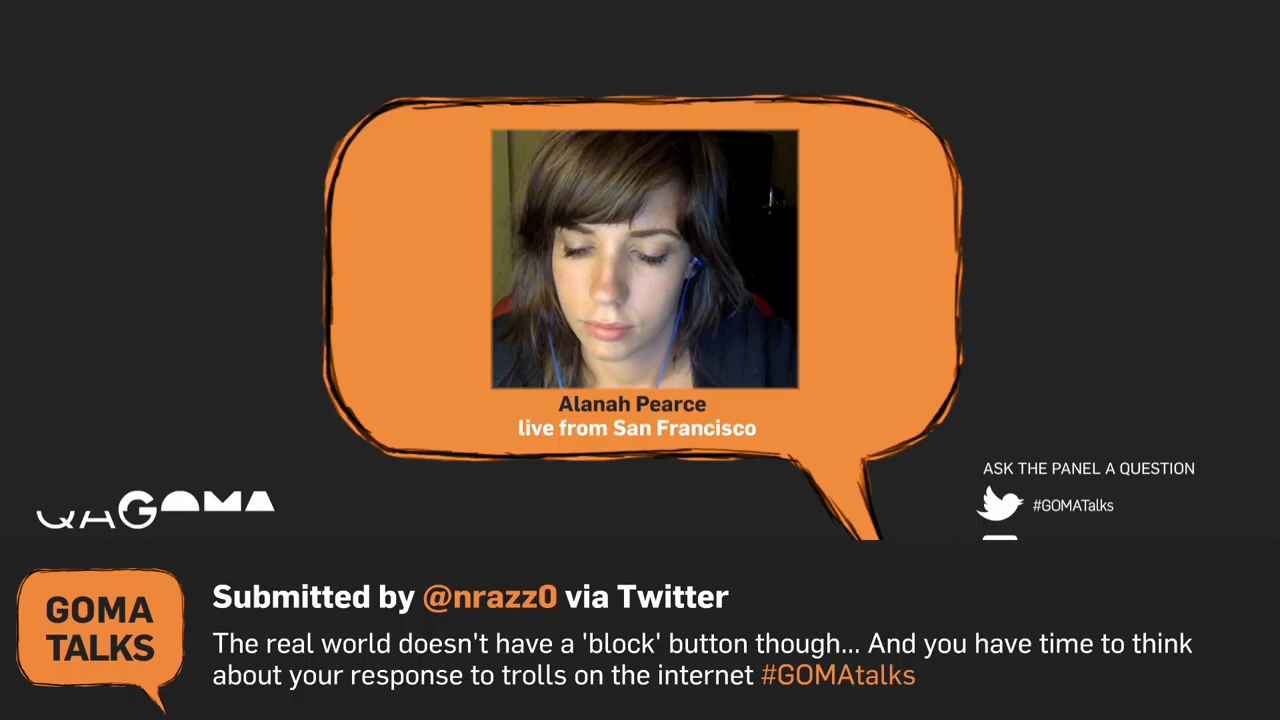 Alanah Pearce
live from San Francisco
ASK THE PANEL A QUESTION
#GOMATalks
QAGOMA
GOMA
TALKS
Submitted by @nrazz0 via Twitter
The real world doesn't have a 'block' button though... And you have time to think
about your response to trolls on the internet #GOMAtalks